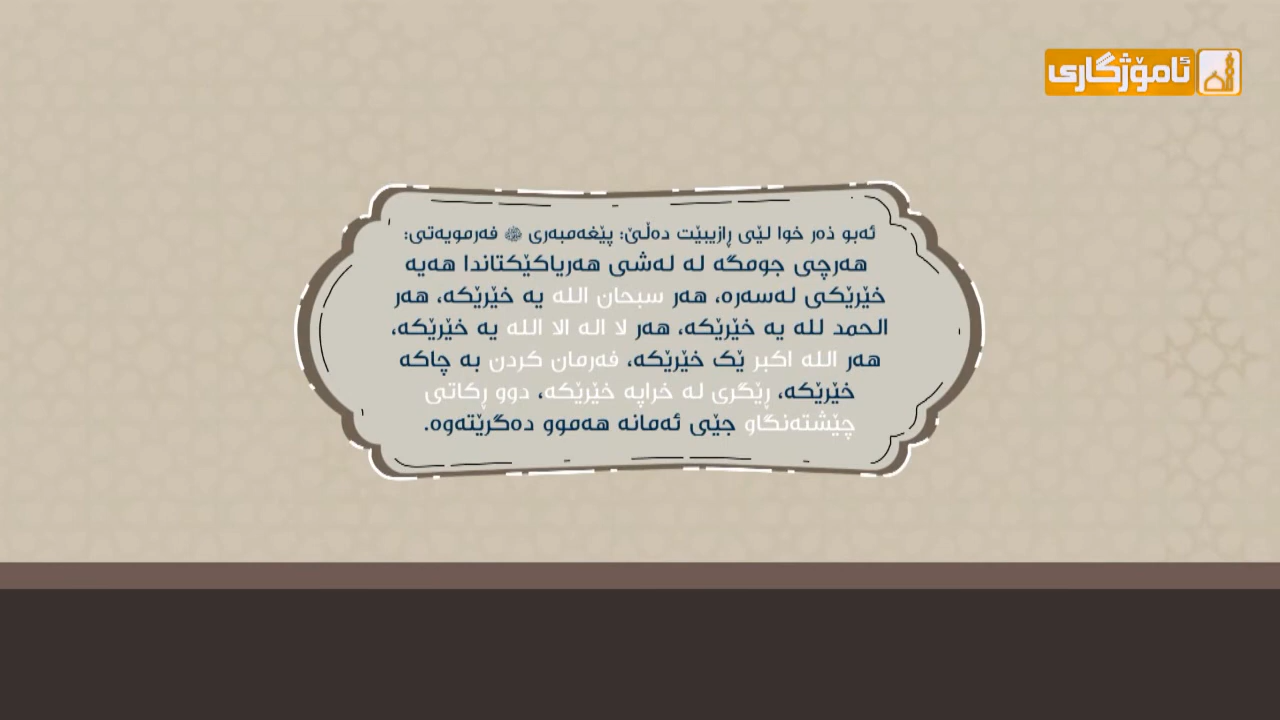 ئامۆژگاری
ئەبو ذەر خوا لێی ڕازیبێت دەڵێ: پێغەمبەری ﷺ فەرمویەتی:
هەرچی جومگە لە لەشی هەریاکێکتاندا هەیە
خێرێکی لەسەرە، هەر سبحان الله یە خێرێکە، هەر
الحمد لله یە خێرێکە، هەر لا اله الا الله یە خێرێکە،
هەر الله اکبر ێک خێرێکە، فەرمان کردن بە چاکە
خێرێکە، ڕێگری لە خراپە خێرێکە، دوو ڕکاتی
چێشتەنگاو جێی ئەمانە هەموو دەگرێتەوە.